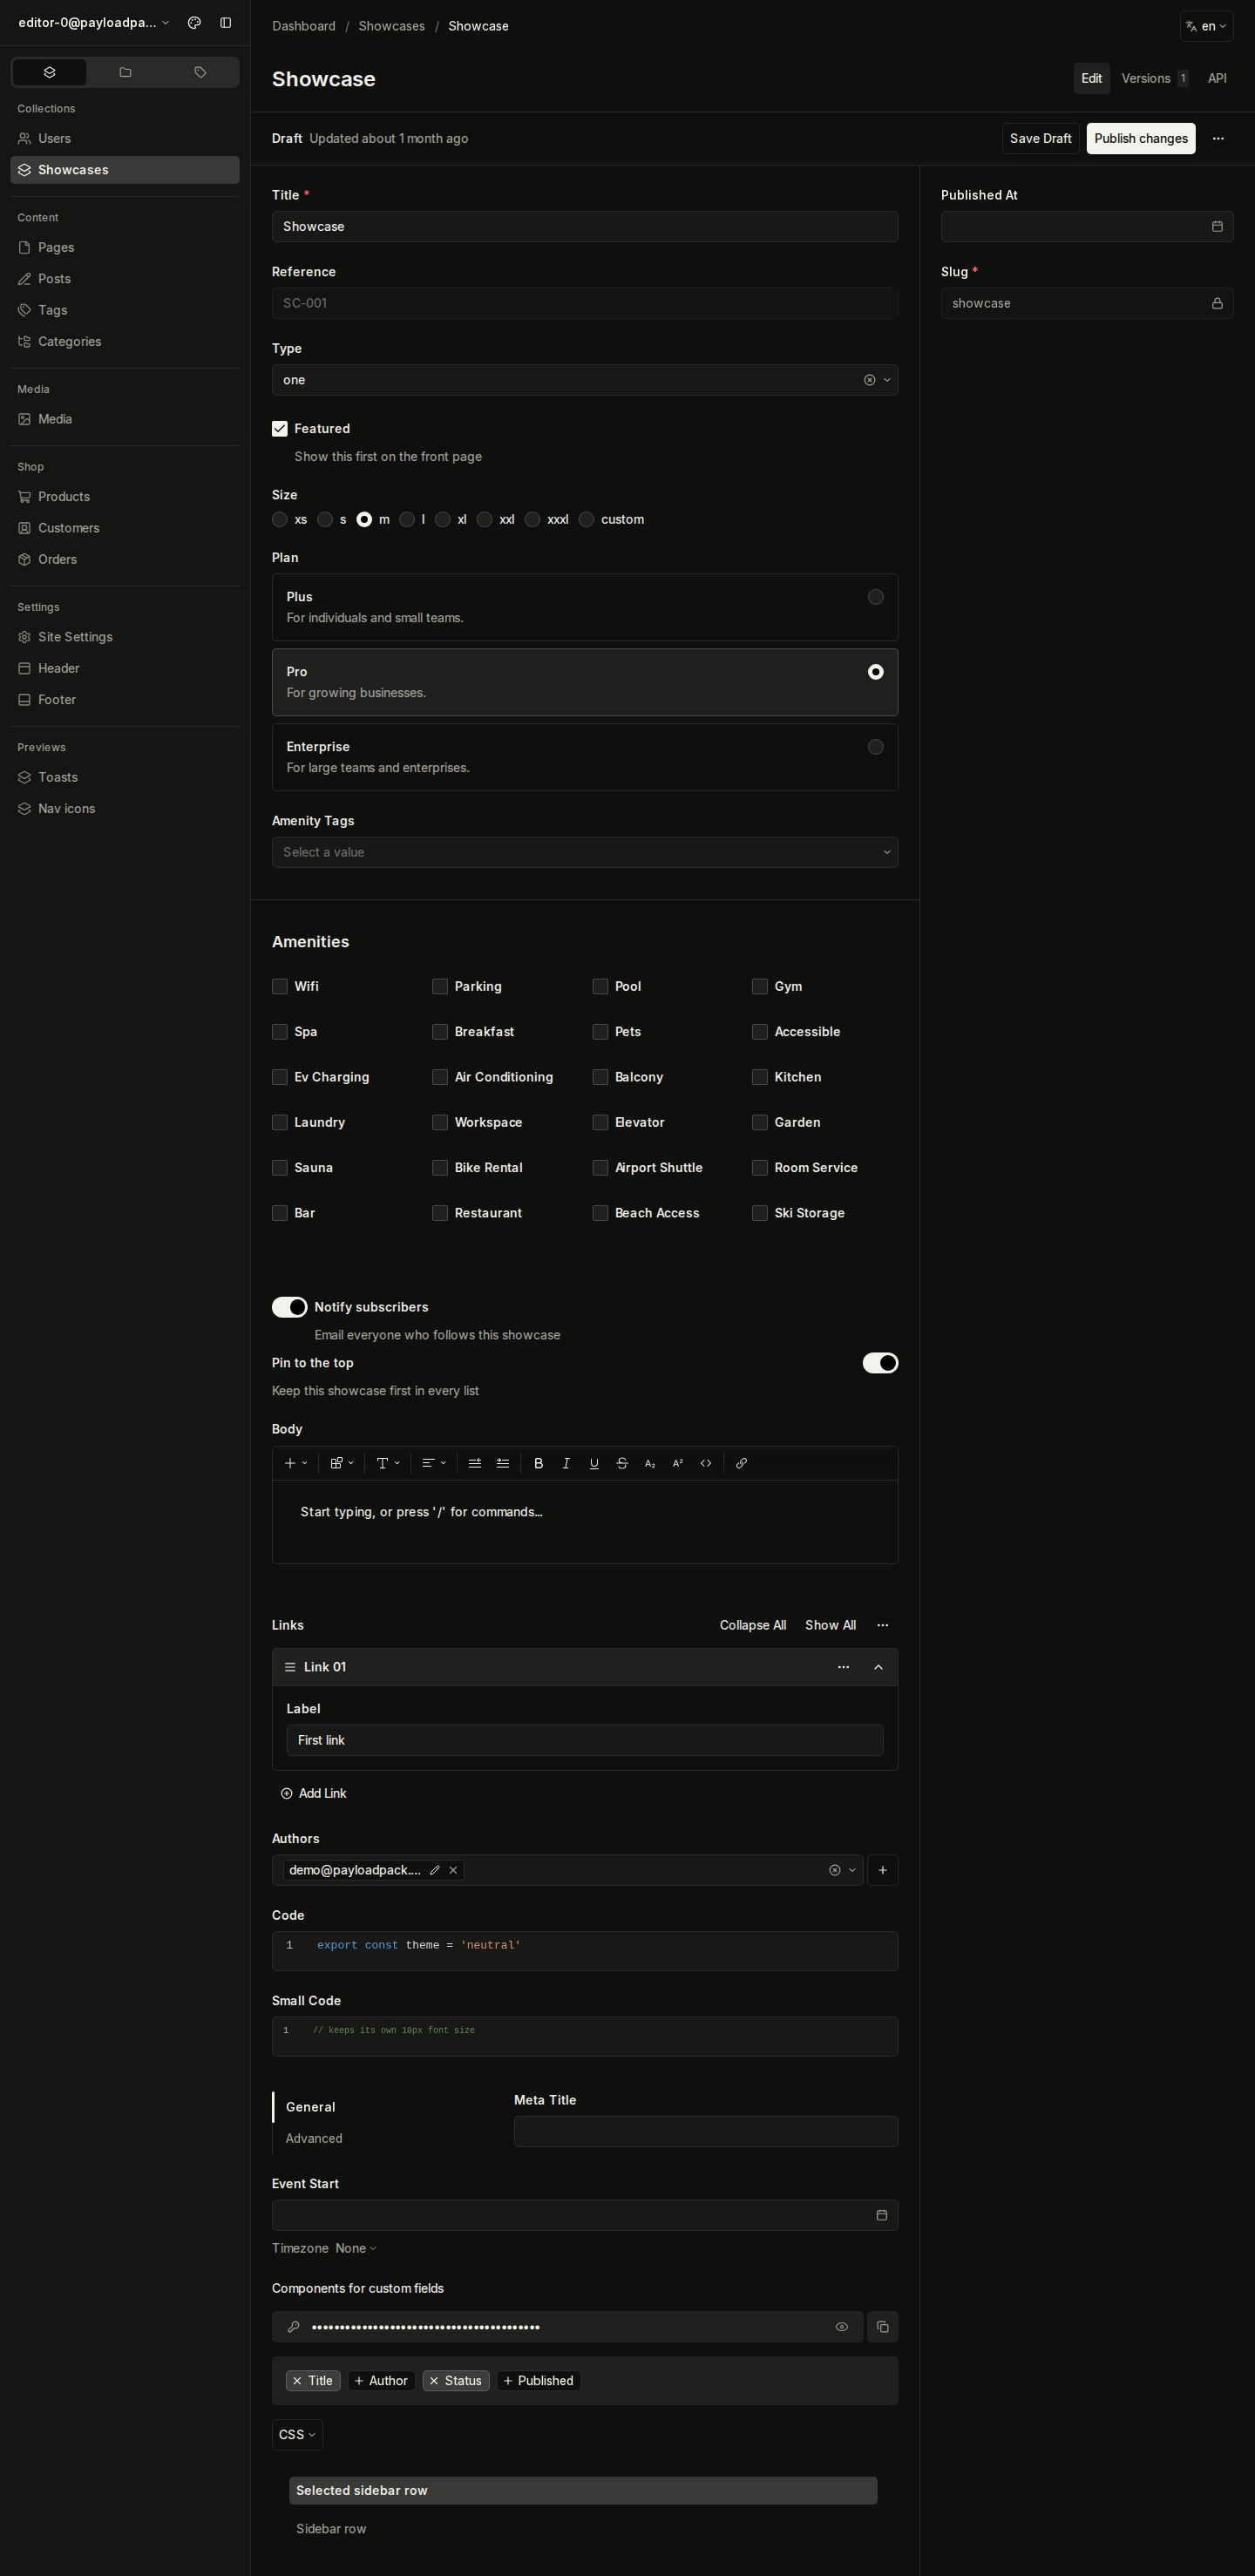 editor-0@payloadpa...
Dashboard / Showcases / Showcase
en
Showcase
Edit
Versions 1
API
Draft Updated about 1 month ago
Save Draft
Publish changes
Collections
Users
Showcases
Content
Pages
Posts
Tags
Categories
Media
Media
Shop
Products
Customers
Orders
Settings
Site Settings
Header
Footer
Previews
Toasts
Nav icons
Title *
Showcase
Reference
SC-001
Type
one
Featured
Show this first on the front page
Size
xs s m l xl xxl xxxl custom
Plan
Plus
For individuals and small teams.
Pro
For growing businesses.
Enterprise
For large teams and enterprises.
Amenity Tags
Select a value
Amenities
Wifi Parking Pool Gym
Spa Breakfast Pets Accessible
Ev Charging Air Conditioning Balcony Kitchen
Laundry Workspace Elevator Garden
Sauna Bike Rental Airport Shuttle Room Service
Bar Restaurant Beach Access Ski Storage
Notify subscribers
Email everyone who follows this showcase
Pin to the top
Keep this showcase first in every list
Body
Start typing, or press '/' for commands...
Links
Collapse All Show All
Link 01
Label
First link
Add Link
Authors
demo@payloadpack....
Code
1 export const theme = 'neutral'
Small Code
1 // keeps its own 10px font size
General
Advanced
Meta Title
Event Start
Timezone None
Components for custom fields
Title Author Status Published
CSS
Selected sidebar row
Sidebar row
Published At
Slug *
showcase